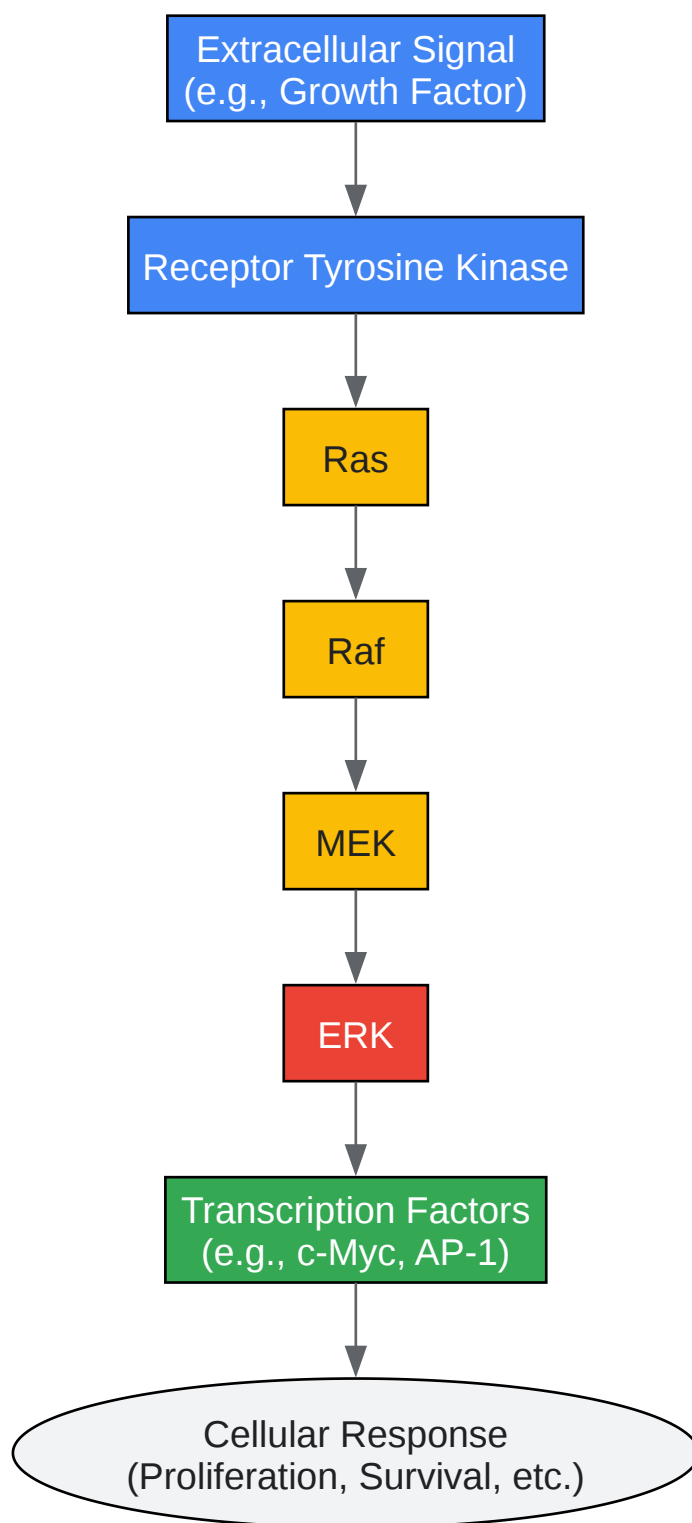 Extracellular Signal
(e.g., Growth Factor)
Receptor Tyrosine Kinase
Ras
Raf
MEK
ERK
Transcription Factors
(e.g., c-Myc, AP-1)
Cellular Response
(Proliferation, Survival, etc.)